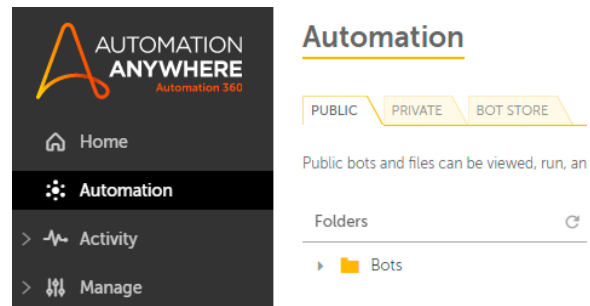 AUTOMATION
ANYWHERE
Automation 360
Home
Automation
Activity
Manage
Automation
PUBLIC PRIVATE BOT STORE
Public bots and files can be viewed, run, an
Folders
Bots